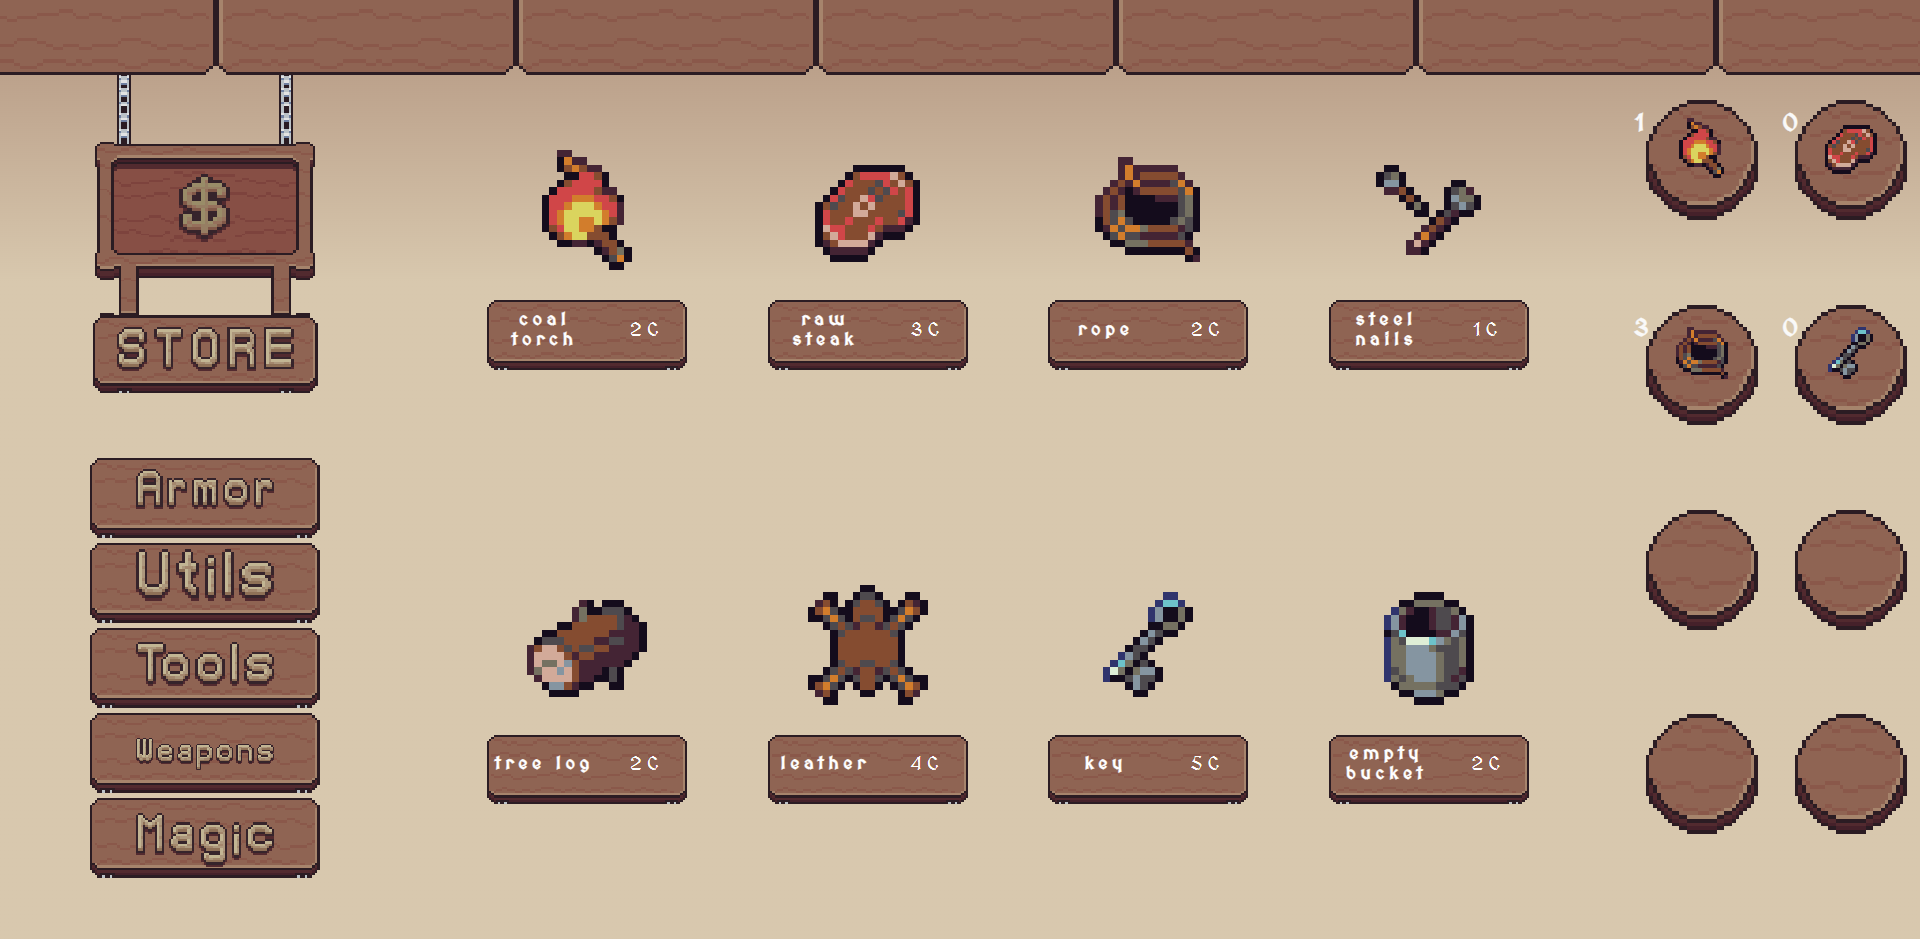 $
STORE
Armor
Utils
Tools
Weapons
Magic
coal
torch
2C
raw
steak
3C
rope
2C
steel
nails
1C
tree log
2C
leather
4C
key
5C
empty
bucket
2C
1
0
3
0